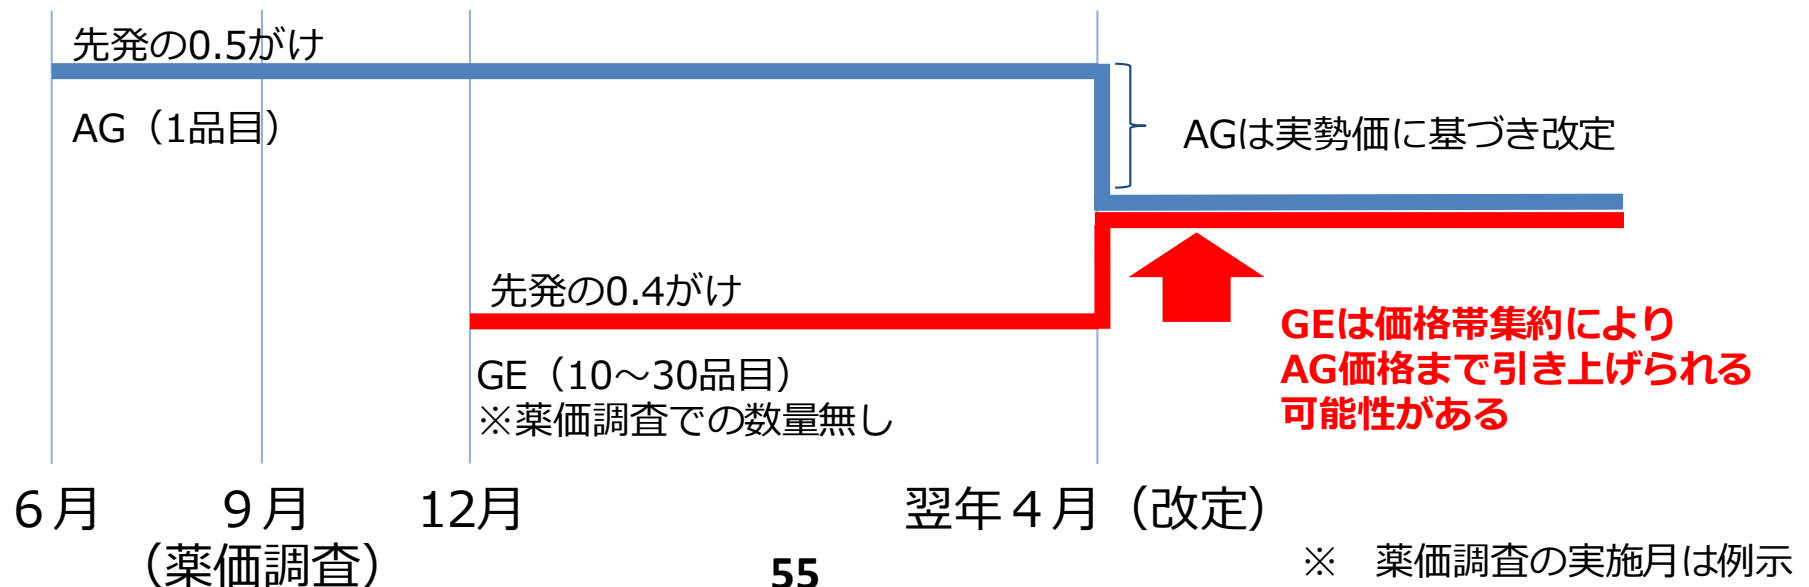 先発の0.5がけ
AG（1品目）
AGは実勢価に基づき改定
先発の0.4がけ
GE（10～30品目）
※薬価調査での数量無し
GEは価格帯集約により
AG価格まで引き上げられる
可能性がある
６月
９月
（薬価調査）
12月
翌年４月（改定）
55
※　薬価調査の実施月は例示